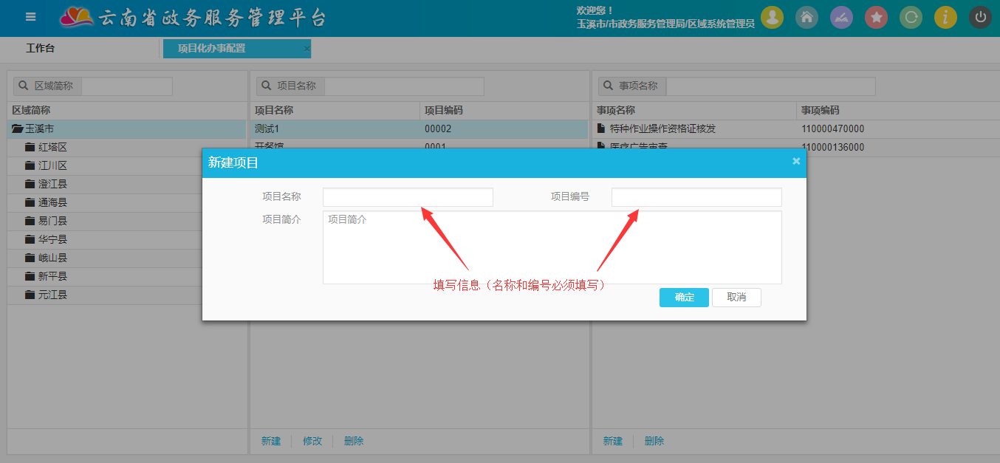 云南省政务服务管理平台
欢迎您！
玉溪市/市政务服务管理局/区域系统管理员
工作台
项目化办事配置 ×
区域简称
项目名称
事项名称
区域简称
项目名称 项目编码
事项名称 事项编码
玉溪市
测试1 00002
特种作业操作资格证核发 110000470000
红塔区
开餐馆 0001
医疗广告审查 110000136000
江川区
澄江县
通海县
易门县
华宁县
峨山县
新平县
元江县
新建项目 ×
项目名称
项目编号
项目简介
项目简介
填写信息（名称和编号必须填写）
确定 取消
新建 修改 删除
新建 删除